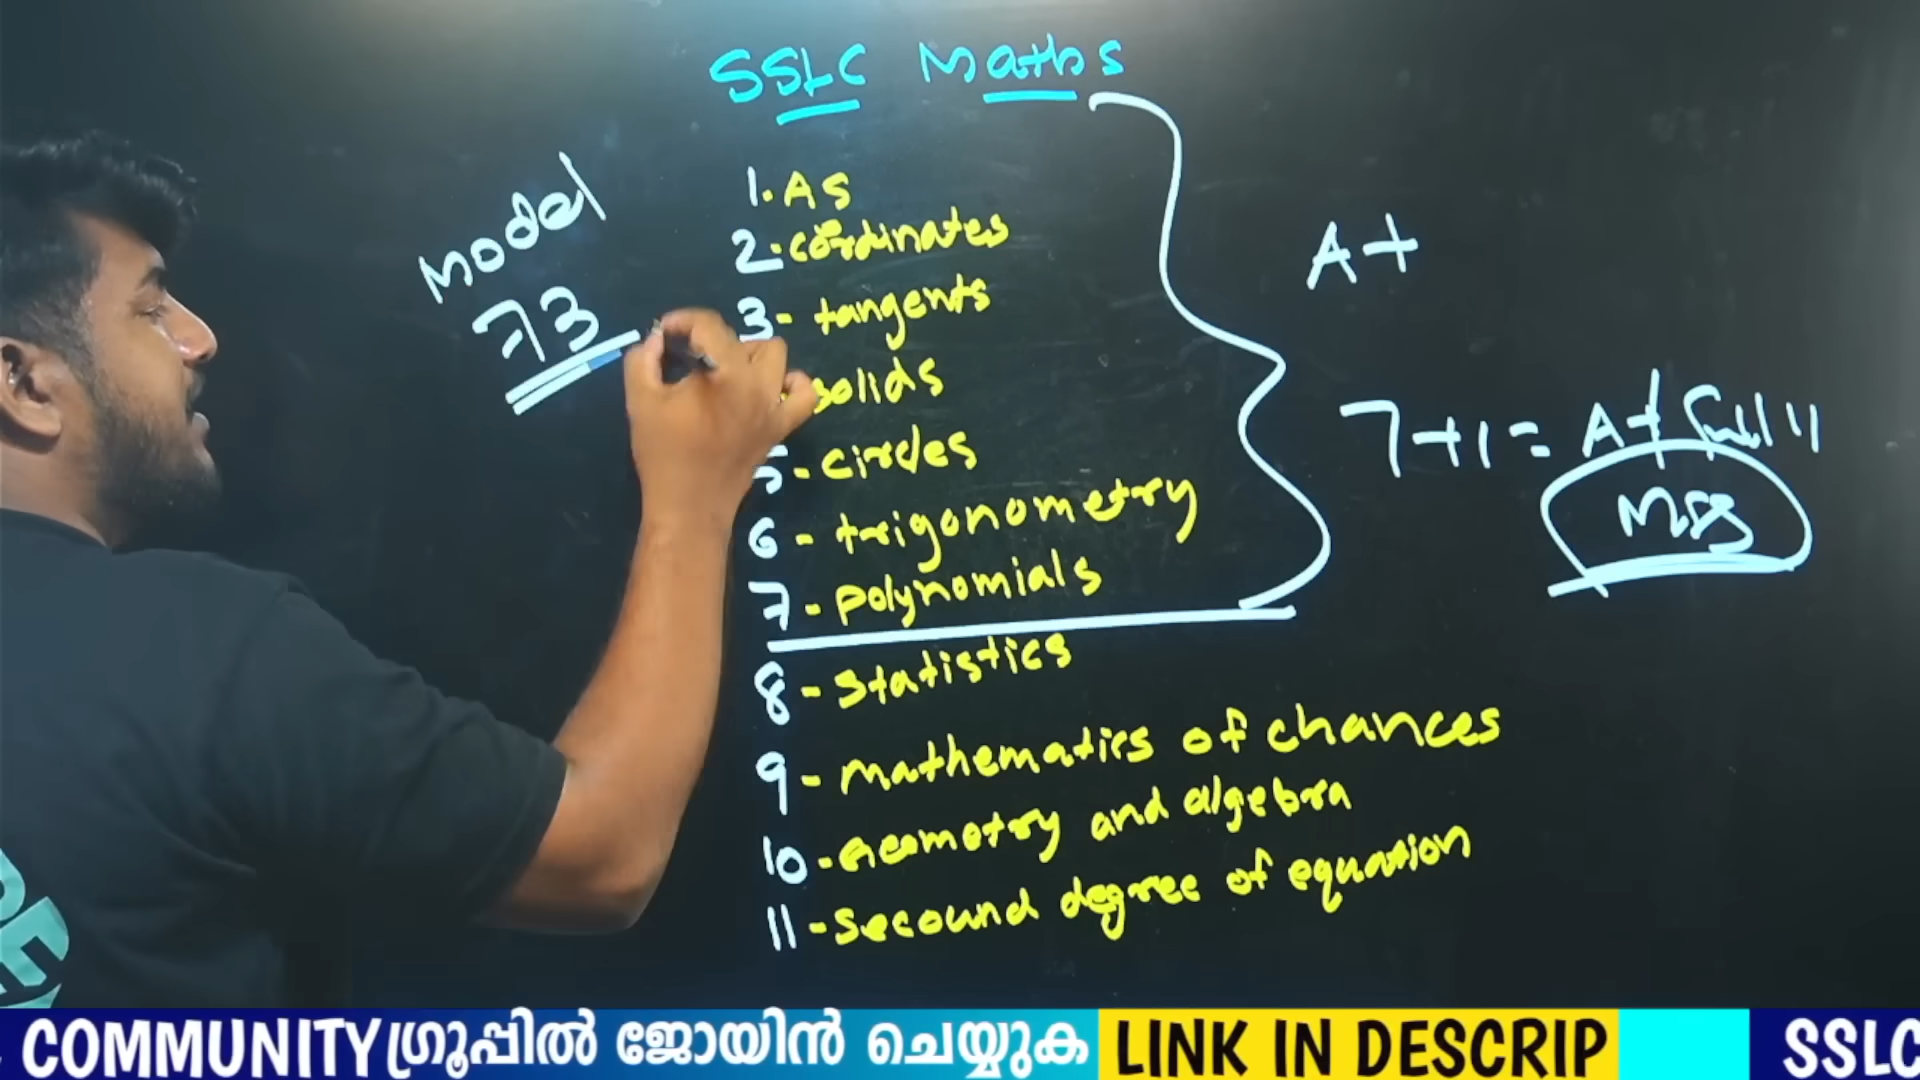 SSLC Maths
Model
73
1. AS
2. coordinates
3 - tangents
solids
5 - circles
6 - trigonometry
7 - polynomials
8 - statistics
9 - mathematics of chances
10 - Geomotry and algebra
11 - secound degree of equation
A+
7+1 = A+ full
COMMUNITY ഗ്രൂപ്പിൽ ജോയിൻ ചെയ്യുക LINK IN DESCRIP SSLC